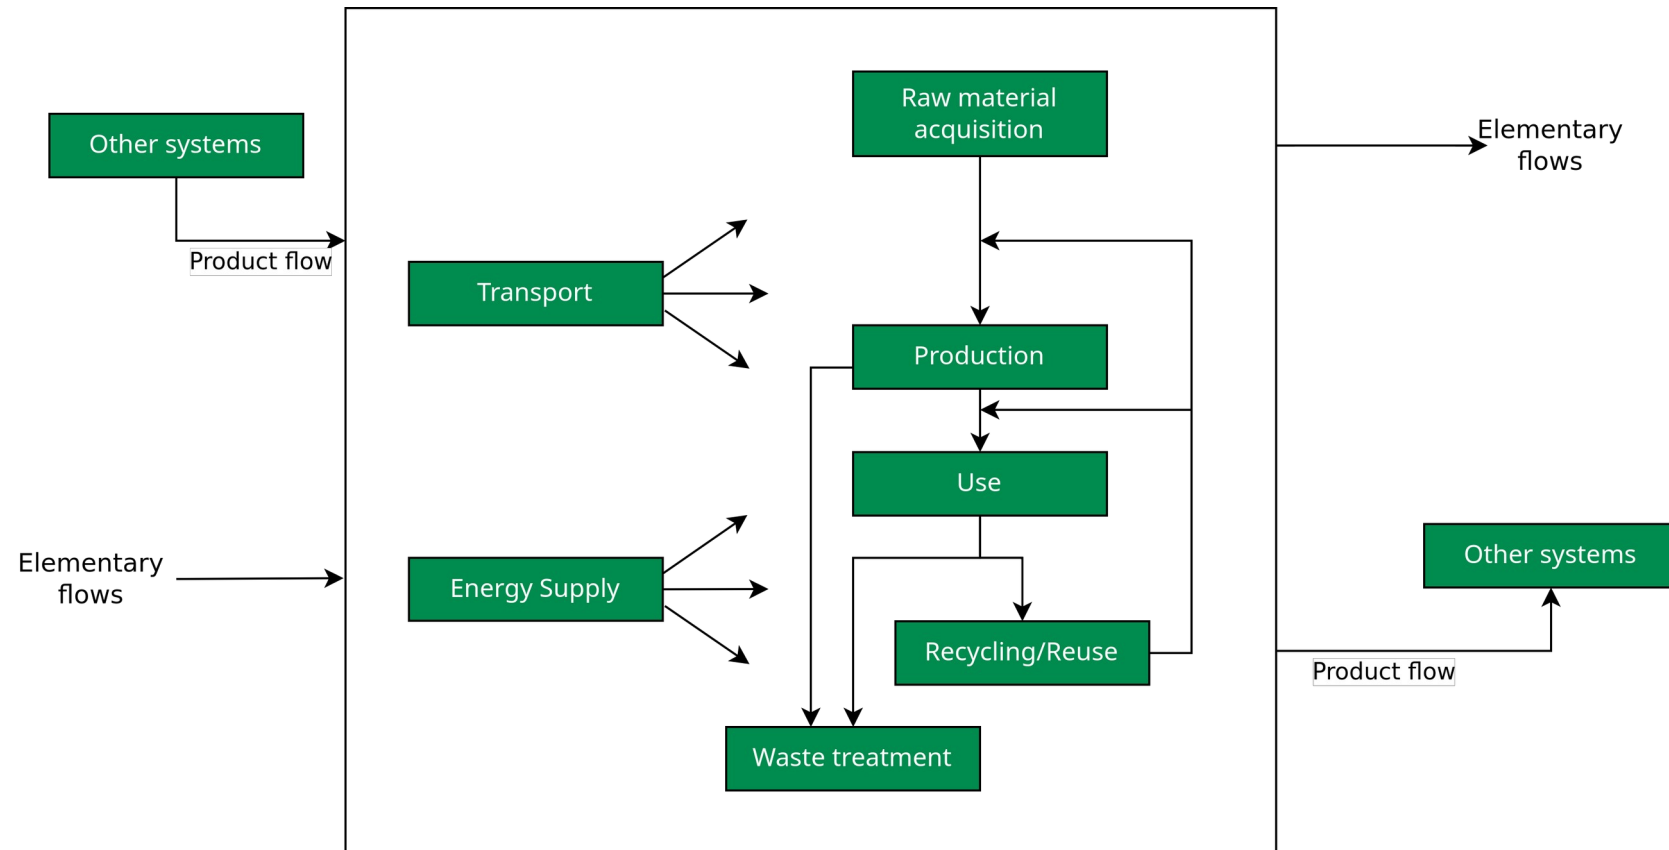 Raw material
acquisition
Other systems
Elementary
flows
Product flow
Transport
Production
Use
Elementary
flows
Energy Supply
Other systems
Recycling/Reuse
Product flow
Waste treatment